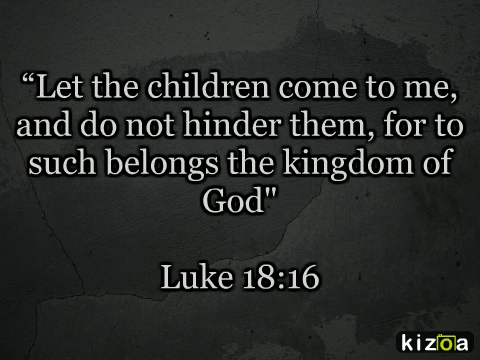 “Let the children come to me,
and do not hinder them, for to
such belongs the kingdom of
God"
Luke 18:16
kizoa